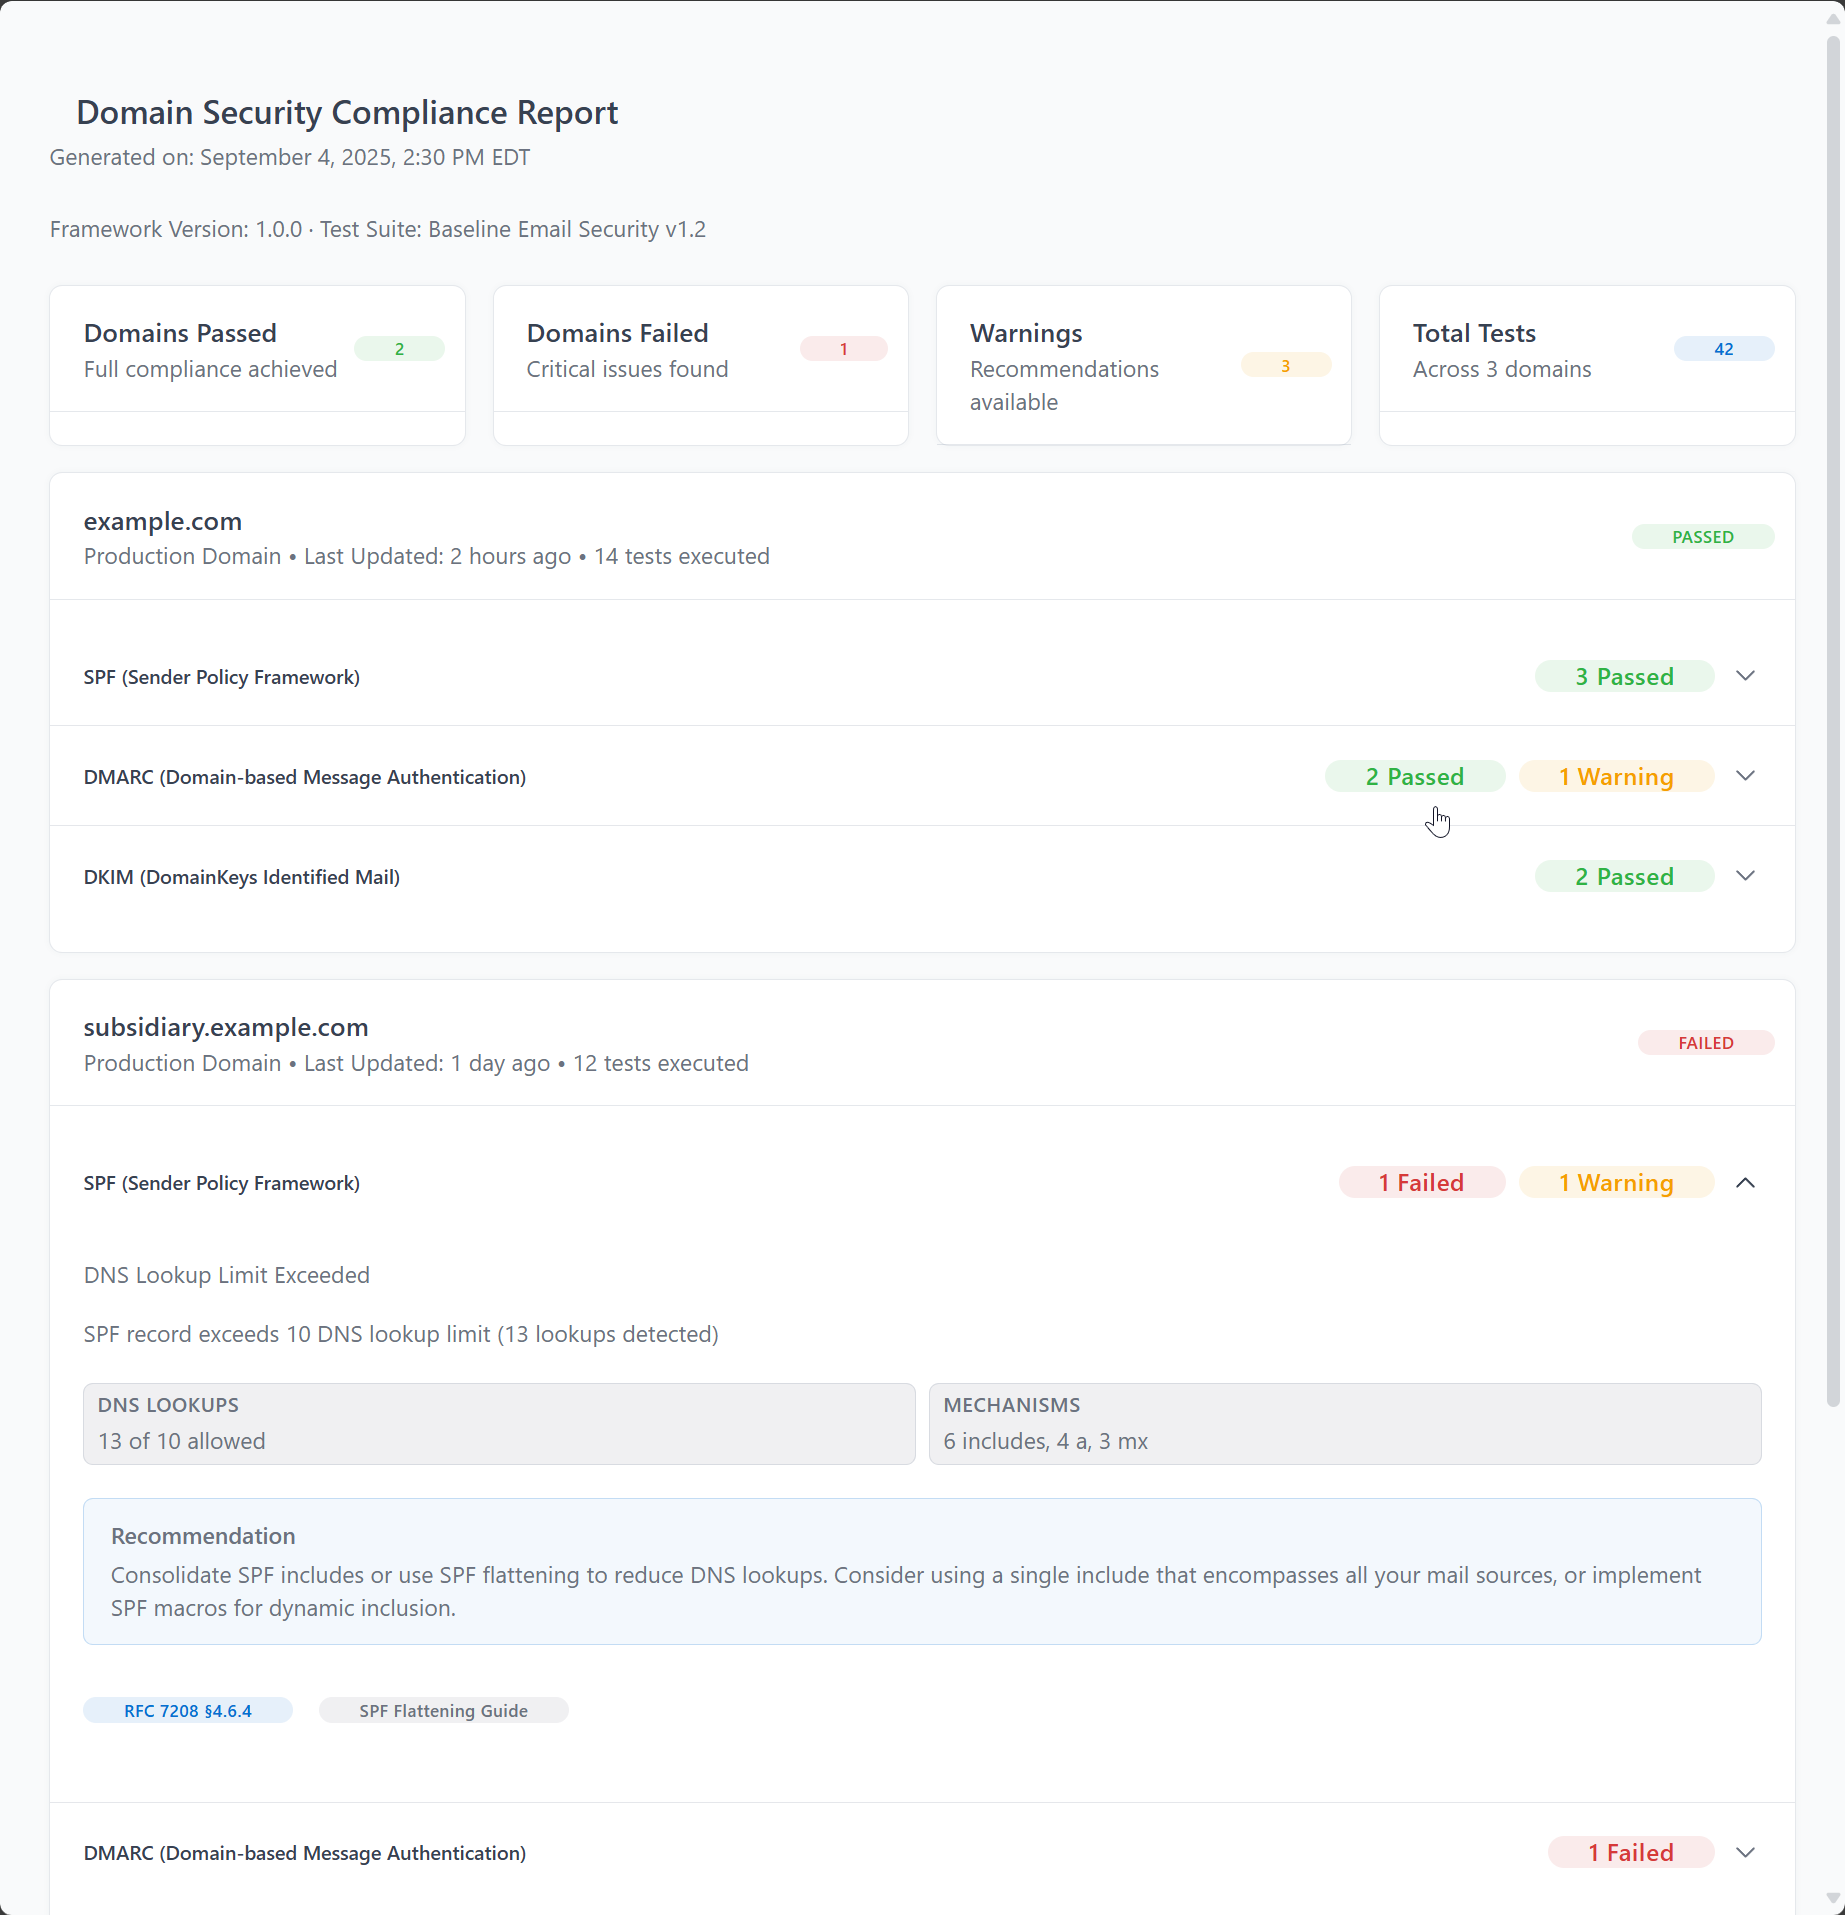 Domain Security Compliance Report
Generated on: September 4, 2025, 2:30 PM EDT
Framework Version: 1.0.0 · Test Suite: Baseline Email Security v1.2
Domains Passed
Full compliance achieved
2
Domains Failed
Critical issues found
1
Warnings
Recommendations
available
3
Total Tests
Across 3 domains
42
example.com
Production Domain • Last Updated: 2 hours ago • 14 tests executed
PASSED
SPF (Sender Policy Framework)
3 Passed
DMARC (Domain-based Message Authentication)
2 Passed
1 Warning
DKIM (DomainKeys Identified Mail)
2 Passed
subsidiary.example.com
Production Domain • Last Updated: 1 day ago • 12 tests executed
FAILED
SPF (Sender Policy Framework)
1 Failed
1 Warning
DNS Lookup Limit Exceeded
SPF record exceeds 10 DNS lookup limit (13 lookups detected)
DNS LOOKUPS
13 of 10 allowed
MECHANISMS
6 includes, 4 a, 3 mx
Recommendation
Consolidate SPF includes or use SPF flattening to reduce DNS lookups. Consider using a single include that encompasses all your mail sources, or implement
SPF macros for dynamic inclusion.
RFC 7208 §4.6.4
SPF Flattening Guide
DMARC (Domain-based Message Authentication)
1 Failed